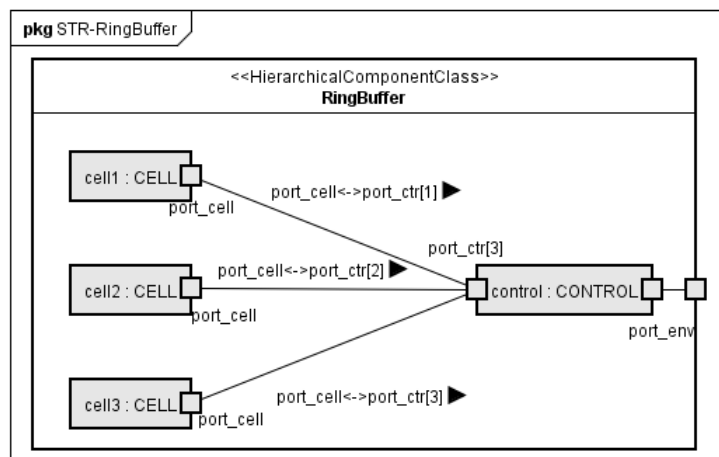 pkg STR-RingBuffer
<<HierarchicalComponentClass>>
RingBuffer
cell1 : CELL
port_cell<->port_ctr[1]
port_cell
port_ctr[3]
port_cell<->port_ctr[2]
cell2 : CELL
control : CONTROL
port_cell
port_env
cell3 : CELL
port_cell<->port_ctr[3]
port_cell